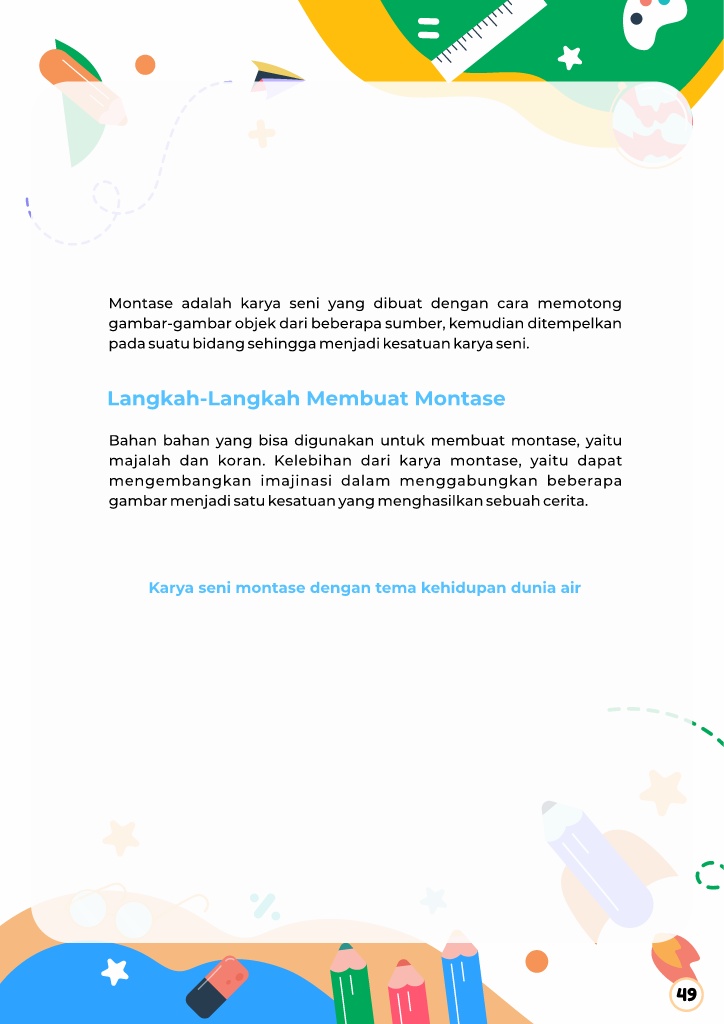 Montase adalah karya seni yang dibuat dengan cara memotong
gambar-gambar objek dari beberapa sumber, kemudian ditempelkan
pada suatu bidang sehingga menjadi kesatuan karya seni.
Langkah-Langkah Membuat Montase
Bahan bahan yang bisa digunakan untuk membuat montase, yaitu
majalah dan koran. Kelebihan dari karya montase, yaitu dapat
mengembangkan imajinasi dalam menggabungkan beberapa
gambar menjadi satu kesatuan yang menghasilkan sebuah cerita.
Karya seni montase dengan tema kehidupan dunia air
49